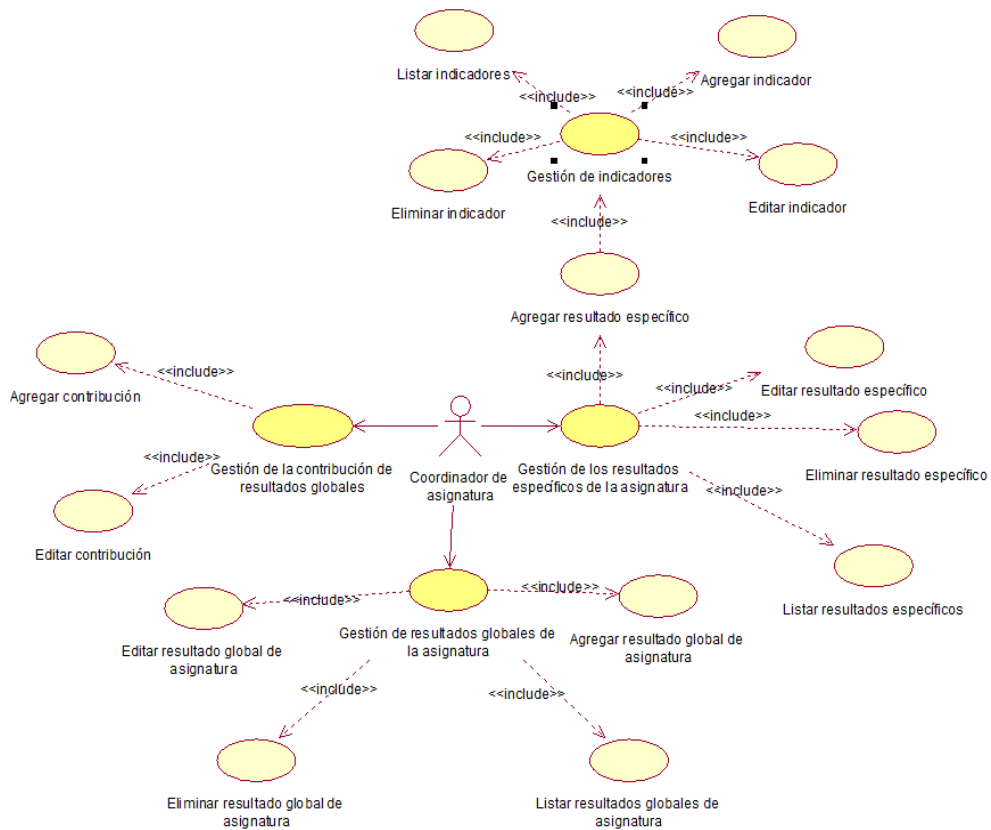 Listar indicadores
Agregar indicador
<<include>>
<<include>>
<<include>>
<<include>>
Gestión de indicadores
Eliminar indicador
Editar indicador
<<include>>
Agregar resultado específico
<<include>>
<<include>>
Editar resultado específico
<<include>>
Agregar contribución
<<include>>
Eliminar resultado específico
Gestión de la contribución de
resultados globales
Coordinador de
asignatura
Gestión de los resultados
específicos de la asignatura
<<include>>
<<include>>
Editar contribución
Listar resultados específicos
<<include>>
<<include>>
Editar resultado global de
asignatura
Gestión de resultados globales de
la asignatura
Agregar resultado global de
asignatura
<<include>>
<<include>>
Eliminar resultado global de
asignatura
Listar resultados globales de
asignatura